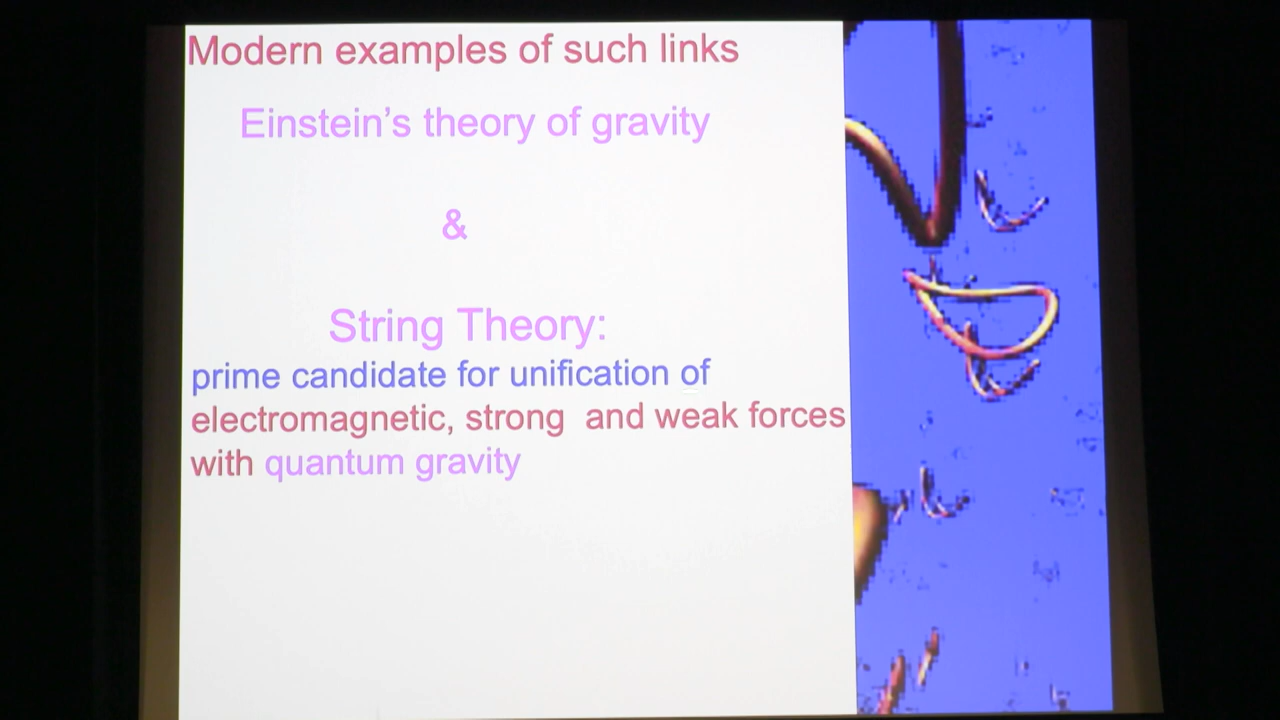 Modern examples of such links
Einstein's theory of gravity
&
String Theory:
prime candidate for unification of
electromagnetic, strong and weak forces
with quantum gravity